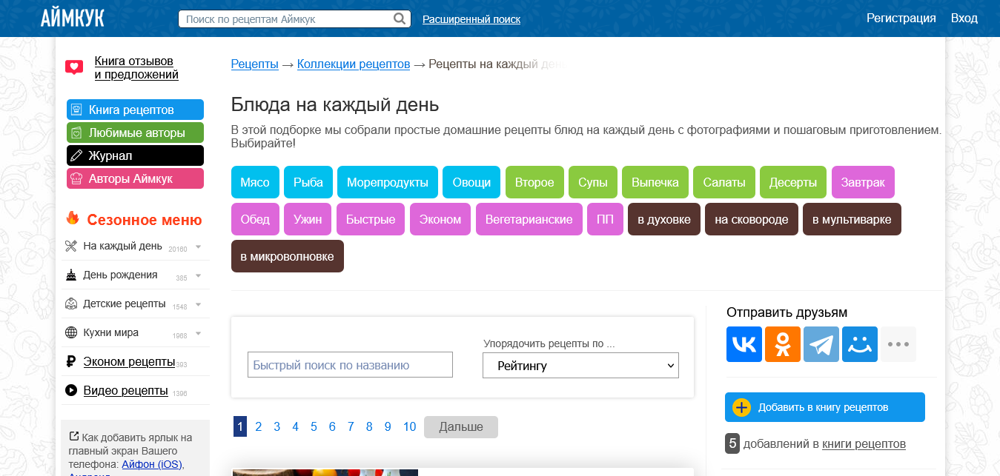 АЙМКУК
Поиск по рецептам Аймкук
Расширенный поиск
Регистрация
Вход
Книга отзывов
и предложений
Книга рецептов
Любимые авторы
Журнал
Авторы Аймкук
Сезонное меню
На каждый день 20160
День рождения 385
Детские рецепты 1548
Кухни мира 1968
Эконом рецепты 393
Видео рецепты 1396
Как добавить ярлык на
главный экран Вашего
телефона: Айфон (iOS),
Рецепты → Коллекции рецептов → Рецепты на каждый день
Блюда на каждый день
В этой подборке мы собрали простые домашние рецепты блюд на каждый день с фотографиями и пошаговым приготовлением.
Выбирайте!
Мясо Рыба Морепродукты Овощи Второе Супы Выпечка Салаты Десерты Завтрак
Обед Ужин Быстрые Эконом Вегетарианские ПП в духовке на сковороде в мультиварке
в микроволновке
Упорядочить рецепты по ...
Быстрый поиск по названию
Рейтингу
1 2 3 4 5 6 7 8 9 10 Дальше
Отправить друзьям
Добавить в книгу рецептов
5 добавлений в книги рецептов